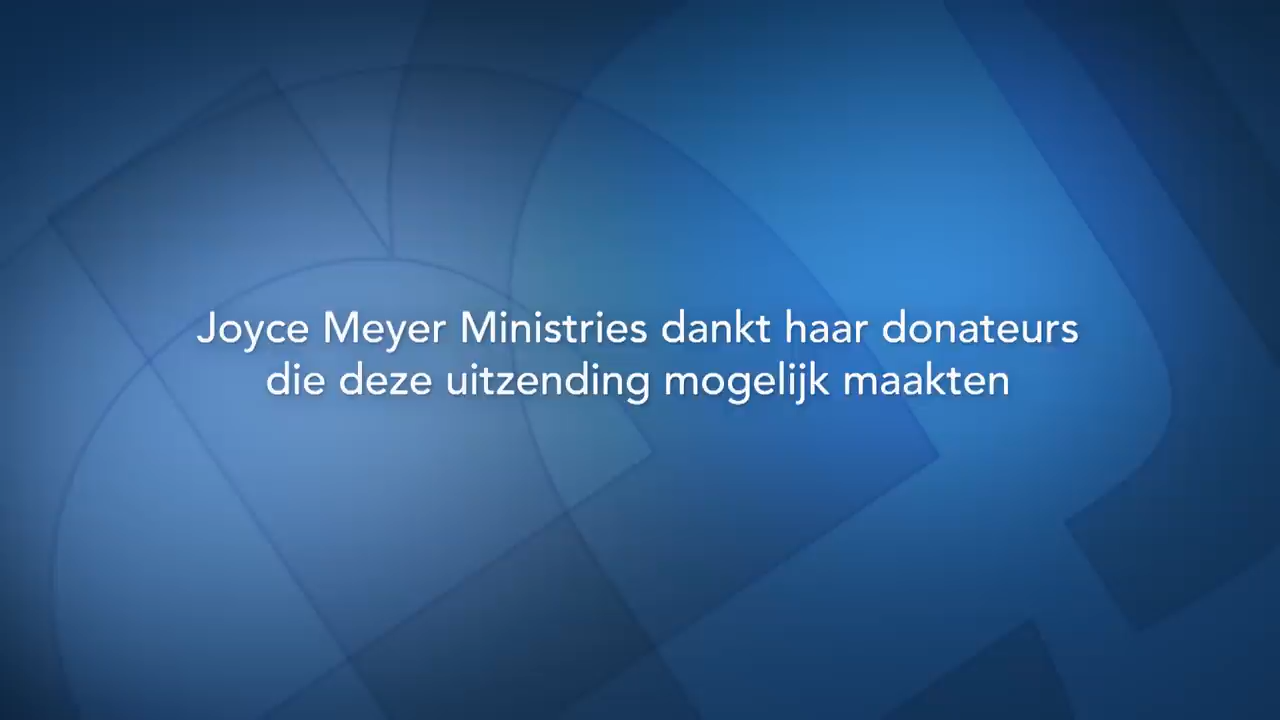 Joyce Meyer Ministries dankt haar donateurs
die deze uitzending mogelijk maakten